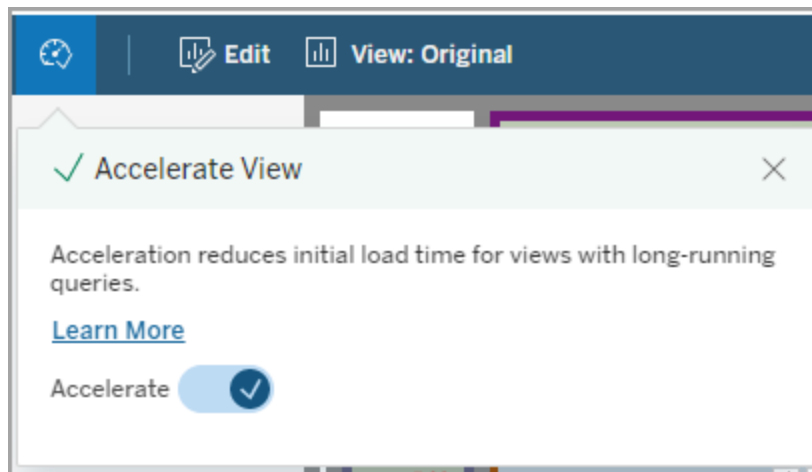 Edit
View: Original
Accelerate View
Acceleration reduces initial load time for views with long-running
queries.
Learn More
Accelerate